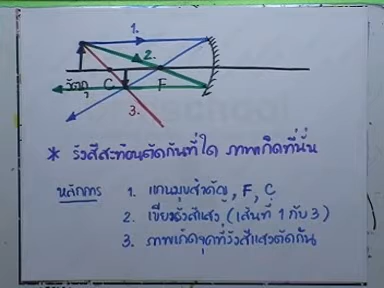 1.
2.
วัตถุ C F
3.
* รังสีสะท้อนตัดกันที่ใด ภาพเกิดที่นั่น
หลักการ 1. แกนมุขสำคัญ, F, C
2. เขียนรังสีแสง (เส้นที่ 1 กับ 3)
3. ภาพเกิดจุดที่รังสีแสงตัดกัน